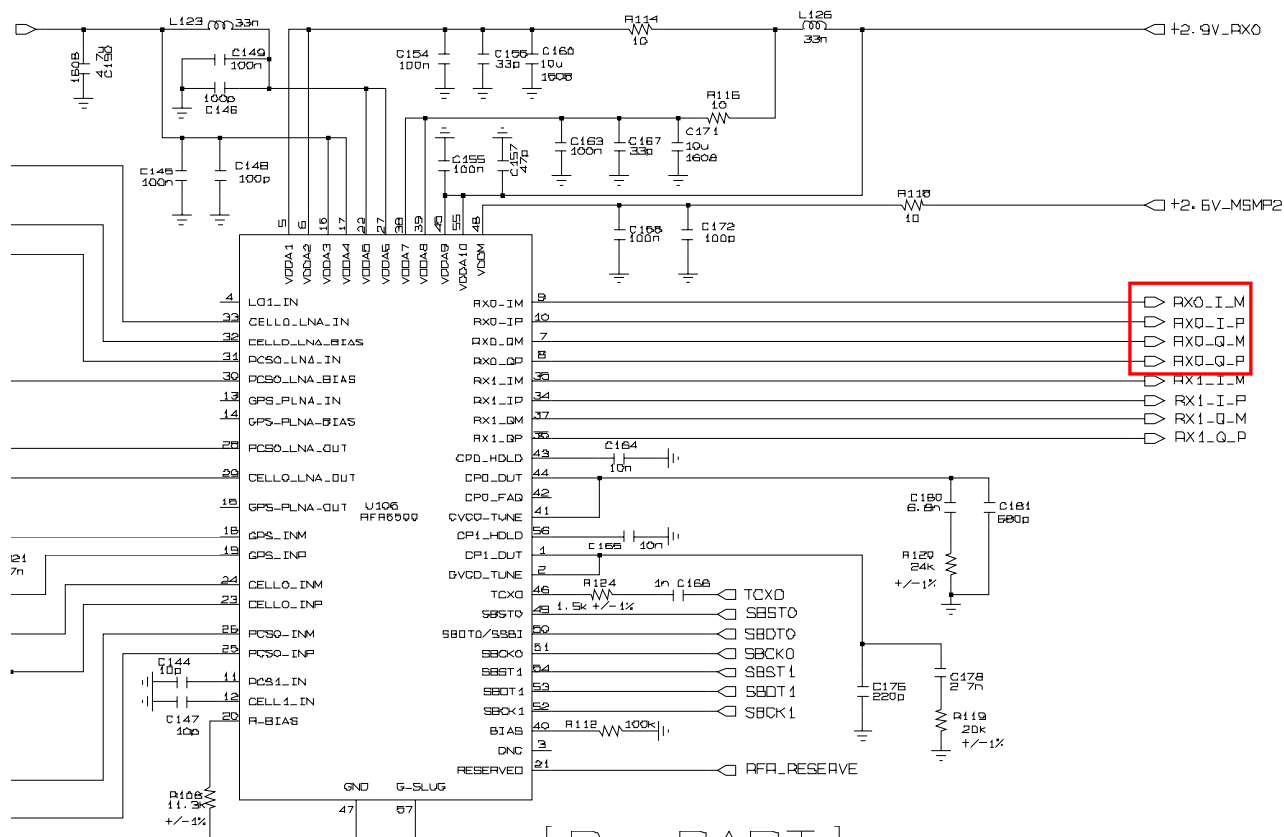 L123 33n
R114
10
L126
33n
+2.9V_RX0
1608
4.7u
C150
C149
100n
100p
C146
C154
100n
C156
33p
C160
10u
1608
R116
10
C145
100n
C148
100p
C155
100n
C157
47p
C163
100n
C167
33p
C171
10u
1608
R118
10
+2.6V_MSMP2
100n
C172
100p
5 6 16 17 22 27 38 39 49 55 48
VDDA1 VDDA2 VDDA3 VDDA4 VDDA5 VDDA6 VDDA7 VDDA8 VDDA9 VDDA10 VDDM
4 LO1_IN
33 CELL0_LNA_IN
32 CELL0_LNA_BIAS
31 PCS0_LNA_IN
30 PCS0_LNA_BIAS
13 GPS_PLNA_IN
14 GPS_PLNA_BIAS
28 PCS0_LNA_OUT
29 CELL0_LNA_OUT
15 GPS_PLNA_OUT
18 GPS_INM
19 GPS_INP
24 CELL0_INM
23 CELL0_INP
26 PCS0_INM
25 PCS0_INP
11 PCS1_IN
12 CELL1_IN
20 R-BIAS
U106
RFR6500
RX0-IM 9 RX0_I_M
RX0-IP 10 RX0_I_P
RX0_QM 7 RX0_Q_M
RX0_QP 8 RX0_Q_P
RX1_IM RX1_I_M
RX1_IP 34 RX1_I_P
RX1_QM 37 RX1_Q_M
RX1_QP RX1_Q_P
CP0_HOLD 43
C164
10n
CP0_OUT 44
CP0_FAQ 42
CVCO_TUNE 41
CP1_HOLD 56
10n
CP1_OUT 1
GVCO_TUNE 2
TCXO 46
R124
1.5k +/-1%
1n C168
TCXO
SBST0 49 SBST0
SBDT0/SSBI 50 SBDT0
SBCK0 51 SBCK0
SBST1 54 SBST1
SBDT1 53 SBDT1
SBCK1 52 SBCK1
BIAS 40
R112 100k
DNC 3
RESERVED 21 RFR_RESERVE
C180
6.8n
C181
680p
R120
24k
+/-1%
C176
220p
C178
2.7n
R119
20k
+/-1%
C144
10p
C147
10p
R108
11.3k
+/-1%
GND G-SLUG
47 57